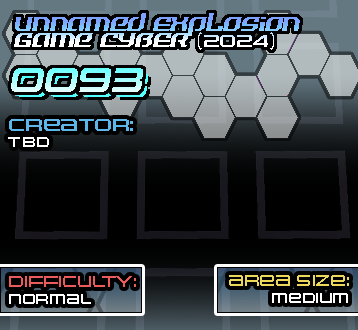 Unnamed Explosion
Game Cyber (2024)
0093
Creator:
TBD
Difficulty:
Normal
Area Size:
Medium